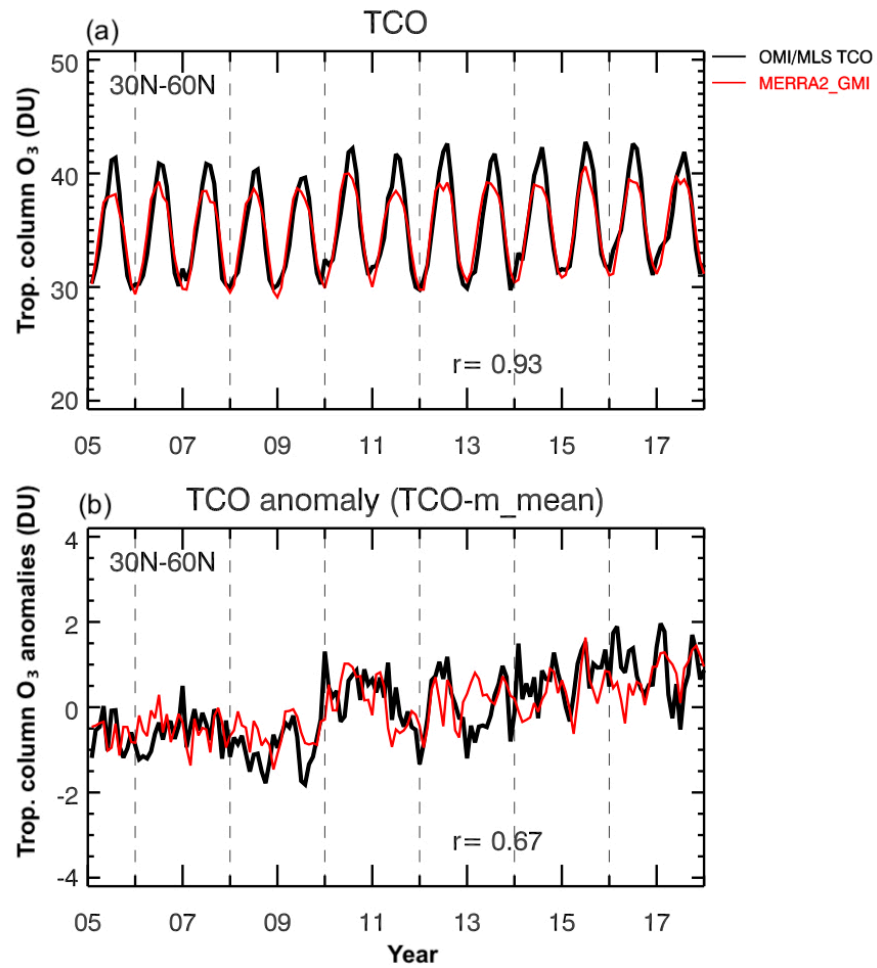 (a)
TCO
OMI/MLS TCO
MERRA2_GMI
30N-60N
Trop. column O₃ (DU)
50
40
30
20
r= 0.93
05 07 09 11 13 15 17
(b)
TCO anomaly (TCO-m_mean)
30N-60N
Trop. column O₃ anomalies (DU)
4
2
0
-2
-4
r= 0.67
05 07 09 11 13 15 17
Year